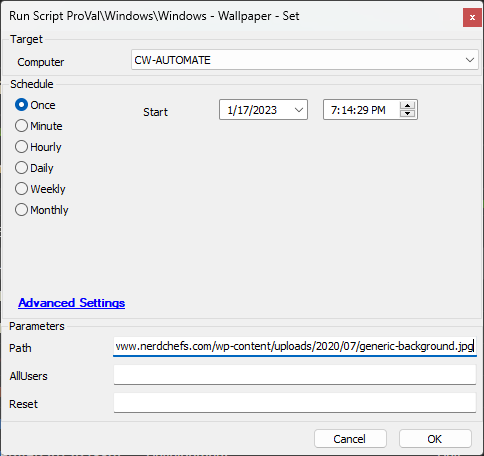 Run Script ProVal\Windows\Windows - Wallpaper - Set
Target
Computer CW-AUTOMATE
Schedule
Once Start 1/17/2023 7:14:29 PM
Minute
Hourly
Daily
Weekly
Monthly
Advanced Settings
Parameters
Path www.nerdchefs.com/wp-content/uploads/2020/07/generic-background.jpg
AllUsers
Reset
Cancel OK